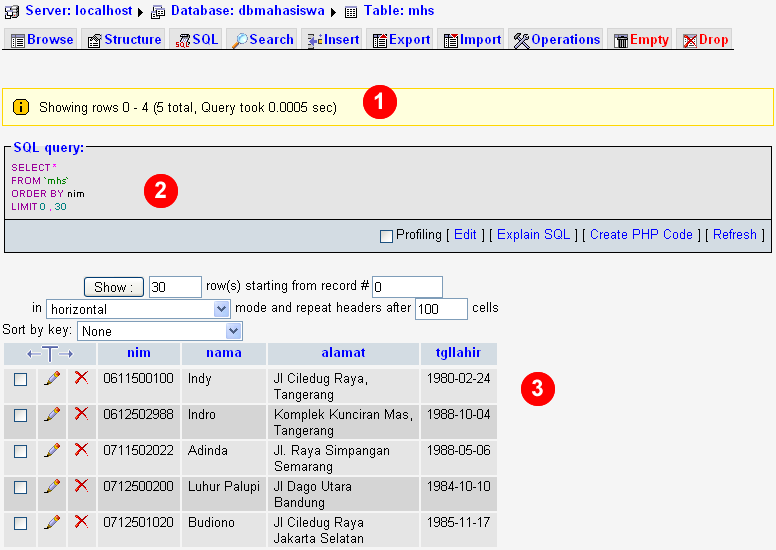 Server: localhost ▸ Database: dbmahasiswa ▸ Table: mhs
Browse Structure SQL Search Insert Export Import Operations Empty Drop
Showing rows 0 - 4 (5 total, Query took 0.0005 sec)
1
SQL query:
SELECT *
FROM `mhs`
ORDER BY nim
LIMIT 0 , 30
2
Profiling [ Edit ] [ Explain SQL ] [ Create PHP Code ] [ Refresh ]
Show : 30 row(s) starting from record # 0
in horizontal mode and repeat headers after 100 cells
Sort by key: None
←T→ nim nama alamat tgllahir
0611500100 Indy Jl Ciledug Raya, 1980-02-24
Tangerang
3
0612502988 Indro Komplek Kunciran Mas, 1988-10-04
Tangerang
0711502022 Adinda Jl. Raya Simpangan 1988-05-06
Semarang
0712500200 Luhur Palupi Jl Dago Utara 1984-10-10
Bandung
0712501020 Budiono Jl Ciledug Raya 1985-11-17
Jakarta Selatan